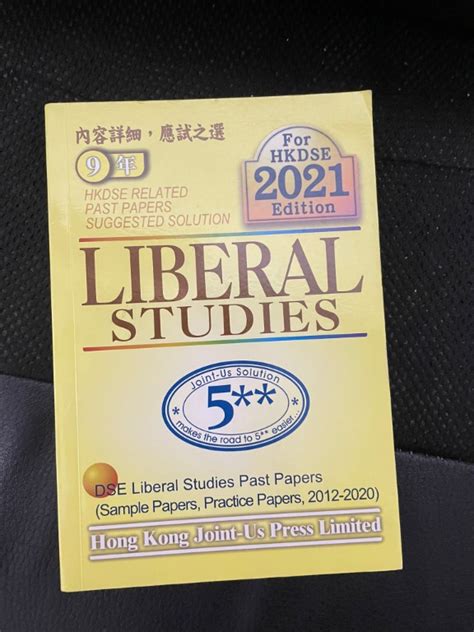 內容詳細，應試之選
9 年
HKDSE RELATED
PAST PAPERS
SUGGESTED SOLUTION
For
HKDSE
2021
Edition
LIBERAL
STUDIES
Joint-Us Solution
5**
* makes the road to 5** easier... *
DSE Liberal Studies Past Papers
(Sample Papers, Practice Papers, 2012-2020)
Hong Kong Joint-Us Press Limited